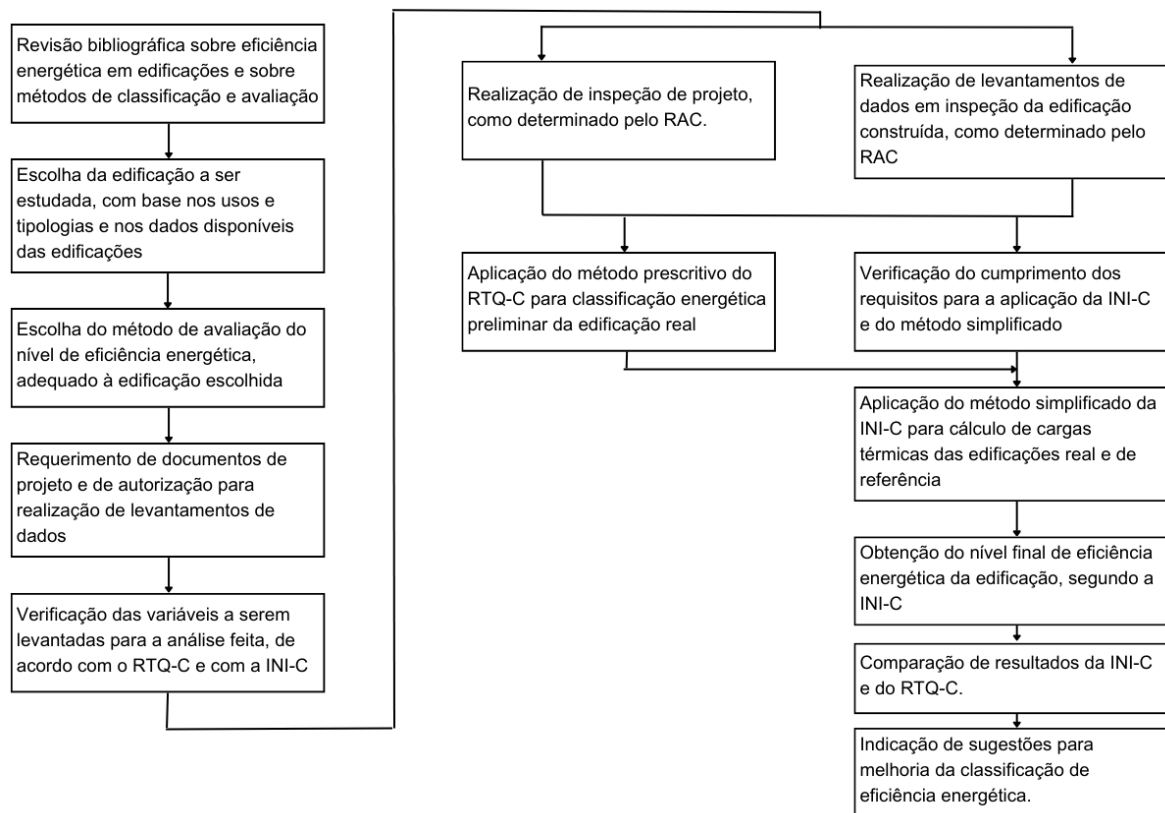 Revisão bibliográfica sobre eficiência
energética em edificações e sobre
métodos de classificação e avaliação
Escolha da edificação a ser
estudada, com base nos usos e
tipologias e nos dados disponíveis
das edificações
Escolha do método de avaliação do
nível de eficiência energética,
adequado à edificação escolhida
Requerimento de documentos de
projeto e de autorização para
realização de levantamentos de
dados
Verificação das variáveis a serem
levantadas para a análise feita, de
acordo com o RTQ-C e com a INI-C
Realização de inspeção de projeto,
como determinado pelo RAC.
Realização de levantamentos de
dados em inspeção da edificação
construída, como determinado pelo
RAC
Aplicação do método prescritivo do
RTQ-C para classificação energética
preliminar da edificação real
Verificação do cumprimento dos
requisitos para a aplicação da INI-C
e do método simplificado
Aplicação do método simplificado da
INI-C para cálculo de cargas
térmicas das edificações real e de
referência
Obtenção do nível final de eficiência
energética da edificação, segundo a
INI-C
Comparação de resultados da INI-C
e do RTQ-C.
Indicação de sugestões para
melhoria da classificação de
eficiência energética.